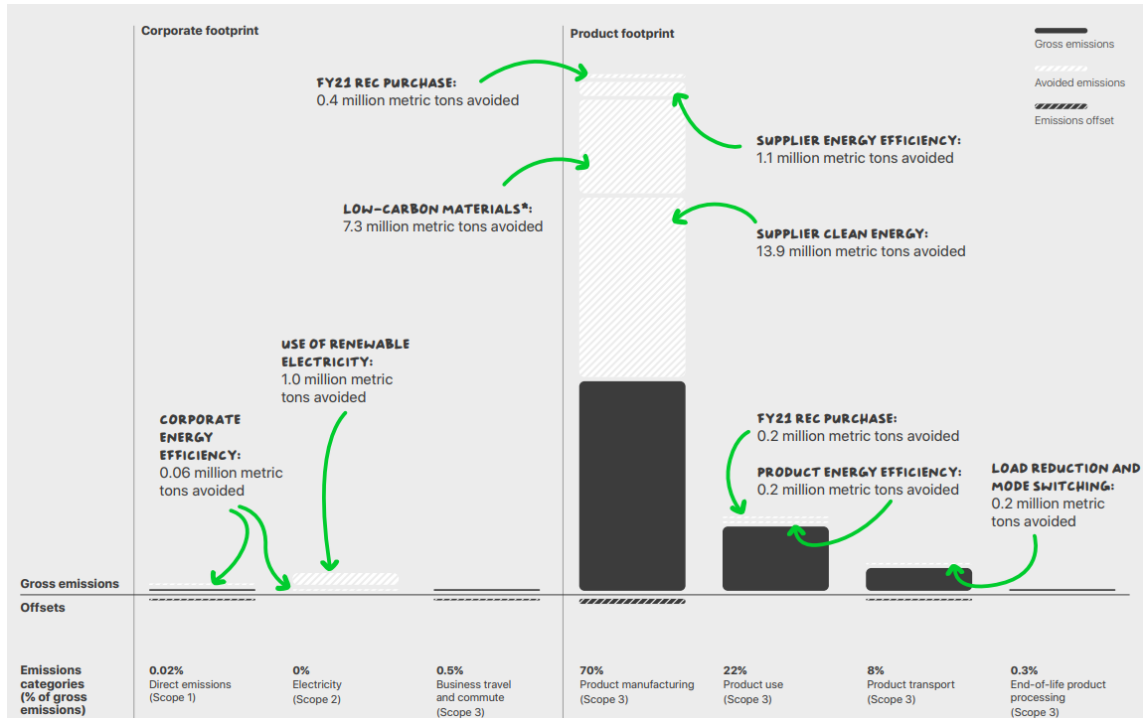 Corporate footprint
Product footprint
Gross emissions
Avoided emissions
Emissions offset
FY21 REC PURCHASE:
0.4 million metric tons avoided
SUPPLIER ENERGY EFFICIENCY:
1.1 million metric tons avoided
LOW-CARBON MATERIALS*:
7.3 million metric tons avoided
SUPPLIER CLEAN ENERGY:
13.9 million metric tons avoided
USE OF RENEWABLE
ELECTRICITY:
1.0 million metric
tons avoided
CORPORATE
ENERGY
EFFICIENCY:
0.06 million metric
tons avoided
FY21 REC PURCHASE:
0.2 million metric tons avoided
PRODUCT ENERGY EFFICIENCY:
0.2 million metric tons avoided
LOAD REDUCTION AND
MODE SWITCHING:
0.2 million metric
tons avoided
Gross emissions
Offsets
Emissions
categories
(% of gross
emissions)
0.02%
Direct emissions
(Scope 1)
0%
Electricity
(Scope 2)
0.5%
Business travel
and commute
(Scope 3)
70%
Product manufacturing
(Scope 3)
22%
Product use
(Scope 3)
8%
Product transport
(Scope 3)
0.3%
End-of-life product
processing
(Scope 3)